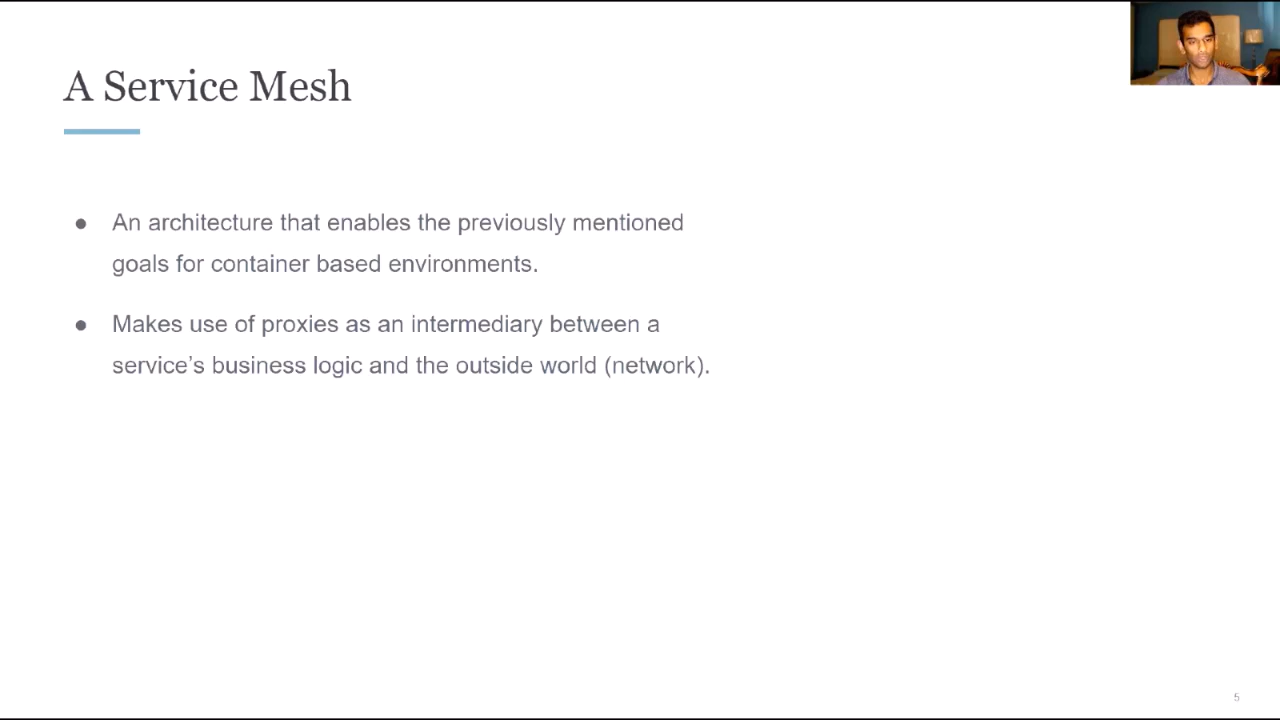 A Service Mesh
● An architecture that enables the previously mentioned
goals for container based environments.
● Makes use of proxies as an intermediary between a
service’s business logic and the outside world (network).
5